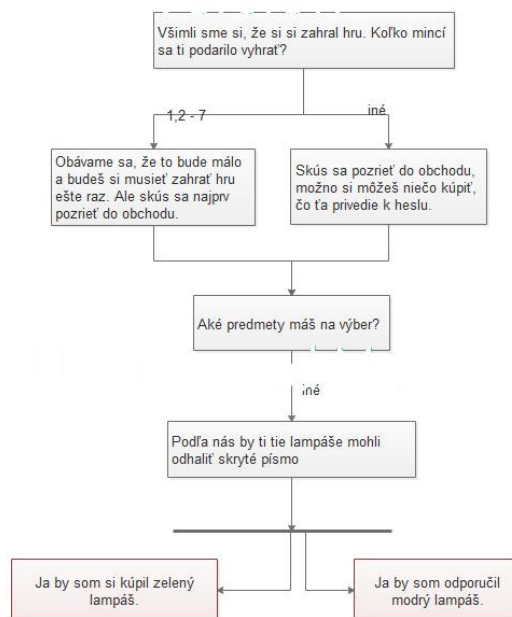 Všimli sme si, že si si zahral hru. Koľko mincí
sa ti podarilo vyhrať?
1,2 - 7
iné
Obávame sa, že to bude málo
a budeš si musieť zahrať hru
ešte raz. Ale skús sa najprv
pozrieť do obchodu.
Skús sa pozrieť do obchodu,
možno si môžeš niečo kúpiť,
čo ťa privedie k heslu.
Aké predmety máš na výber?
iné
Podľa nás by ti tie lampáše mohli
odhaliť skryté písmo
Ja by som si kúpil zelený
lampáš.
Ja by som odporučil
modrý lampáš.